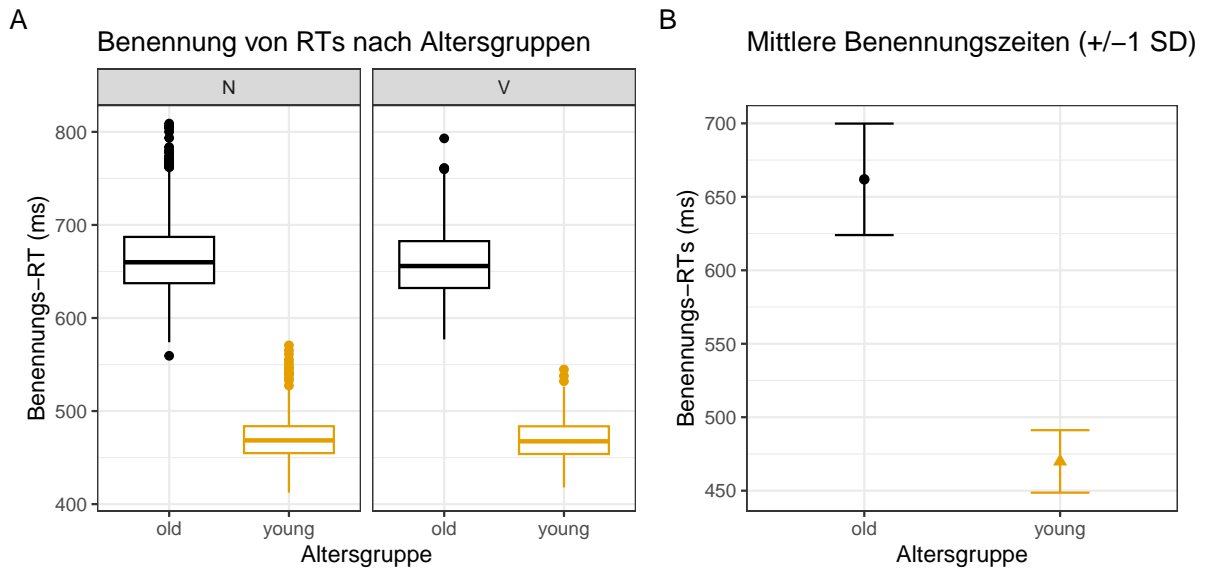 A
Benennung von RTs nach Altersgruppen
N
V
800
700
600
500
400
Benennungs−RT (ms)
old
young
old
young
Altersgruppe
B
Mittlere Benennungszeiten (+/−1 SD)
700
650
600
550
500
450
Benennungs−RTs (ms)
old
young
Altersgruppe